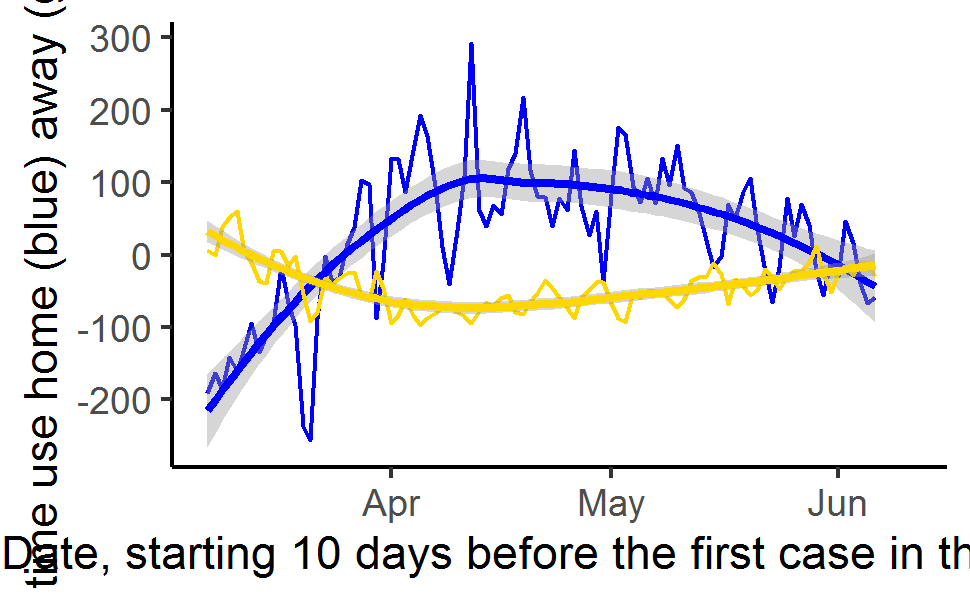 time use home (blue) away (g
300
200
100
0
-100
-200
Apr May Jun
Date, starting 10 days before the first case in th